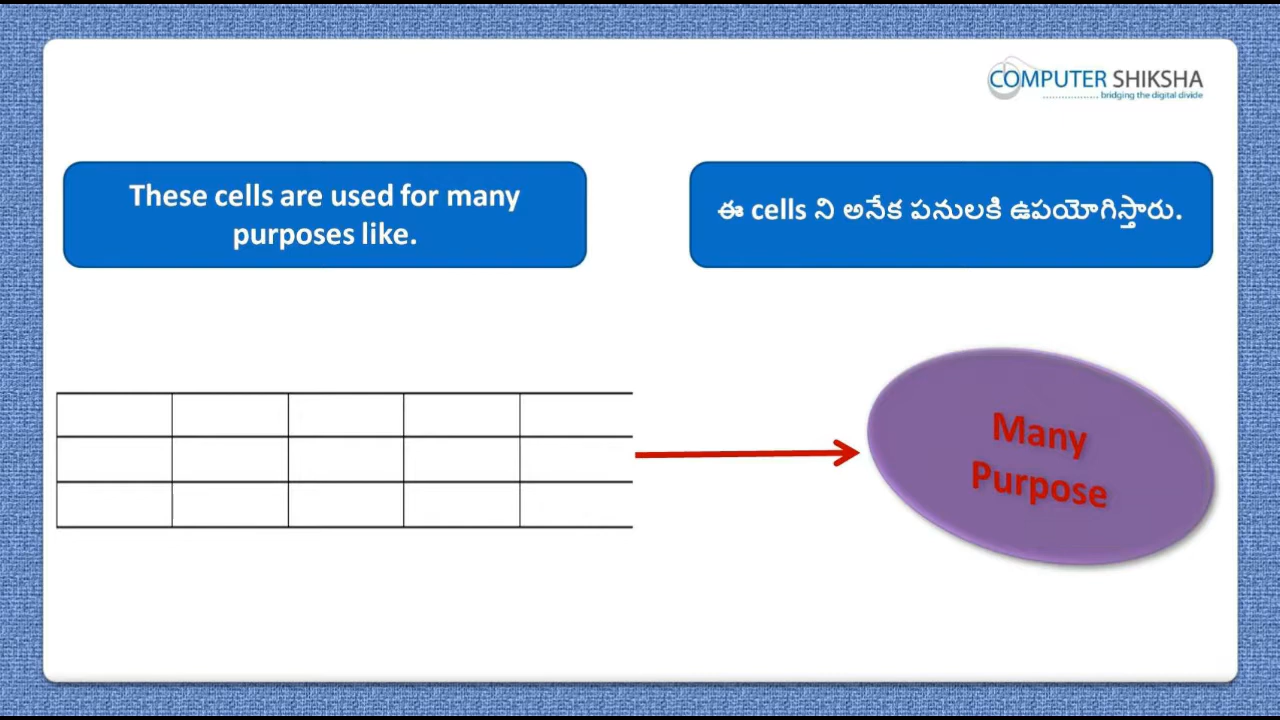 COMPUTER SHIKSHA
.................. bridging the digital divide
These cells are used for many
purposes like.
ఈ cells ని అనేక పనులకి ఉపయోగిస్తారు.
Many
Purpose